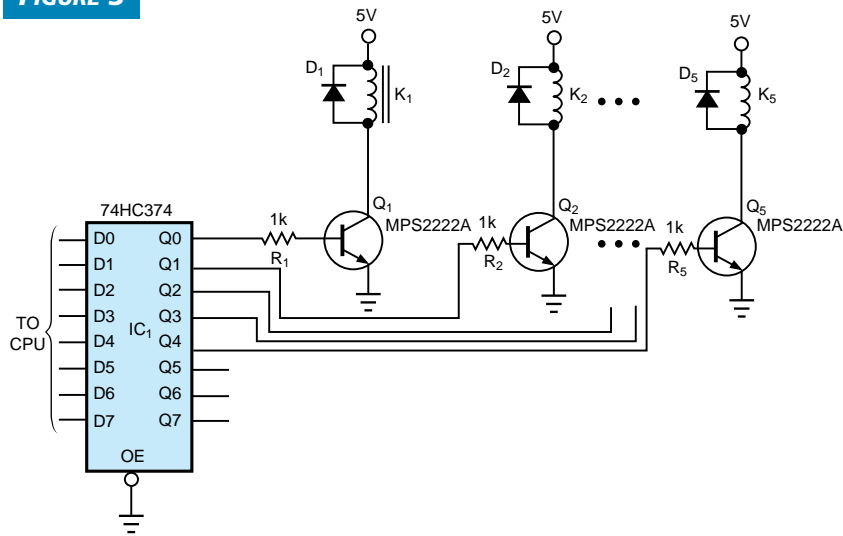 FIGURE 3
5V
5V
5V
D1
K1
D2
K2
D5
K5
Q1
MPS2222A
Q2
MPS2222A
Q5
MPS2222A
1k
R1
1k
R2
1k
R5
74HC374
D0 Q0
D1 Q1
D2 Q2
D3 Q3
IC1
D4 Q4
D5 Q5
D6 Q6
D7 Q7
OE
TO
CPU